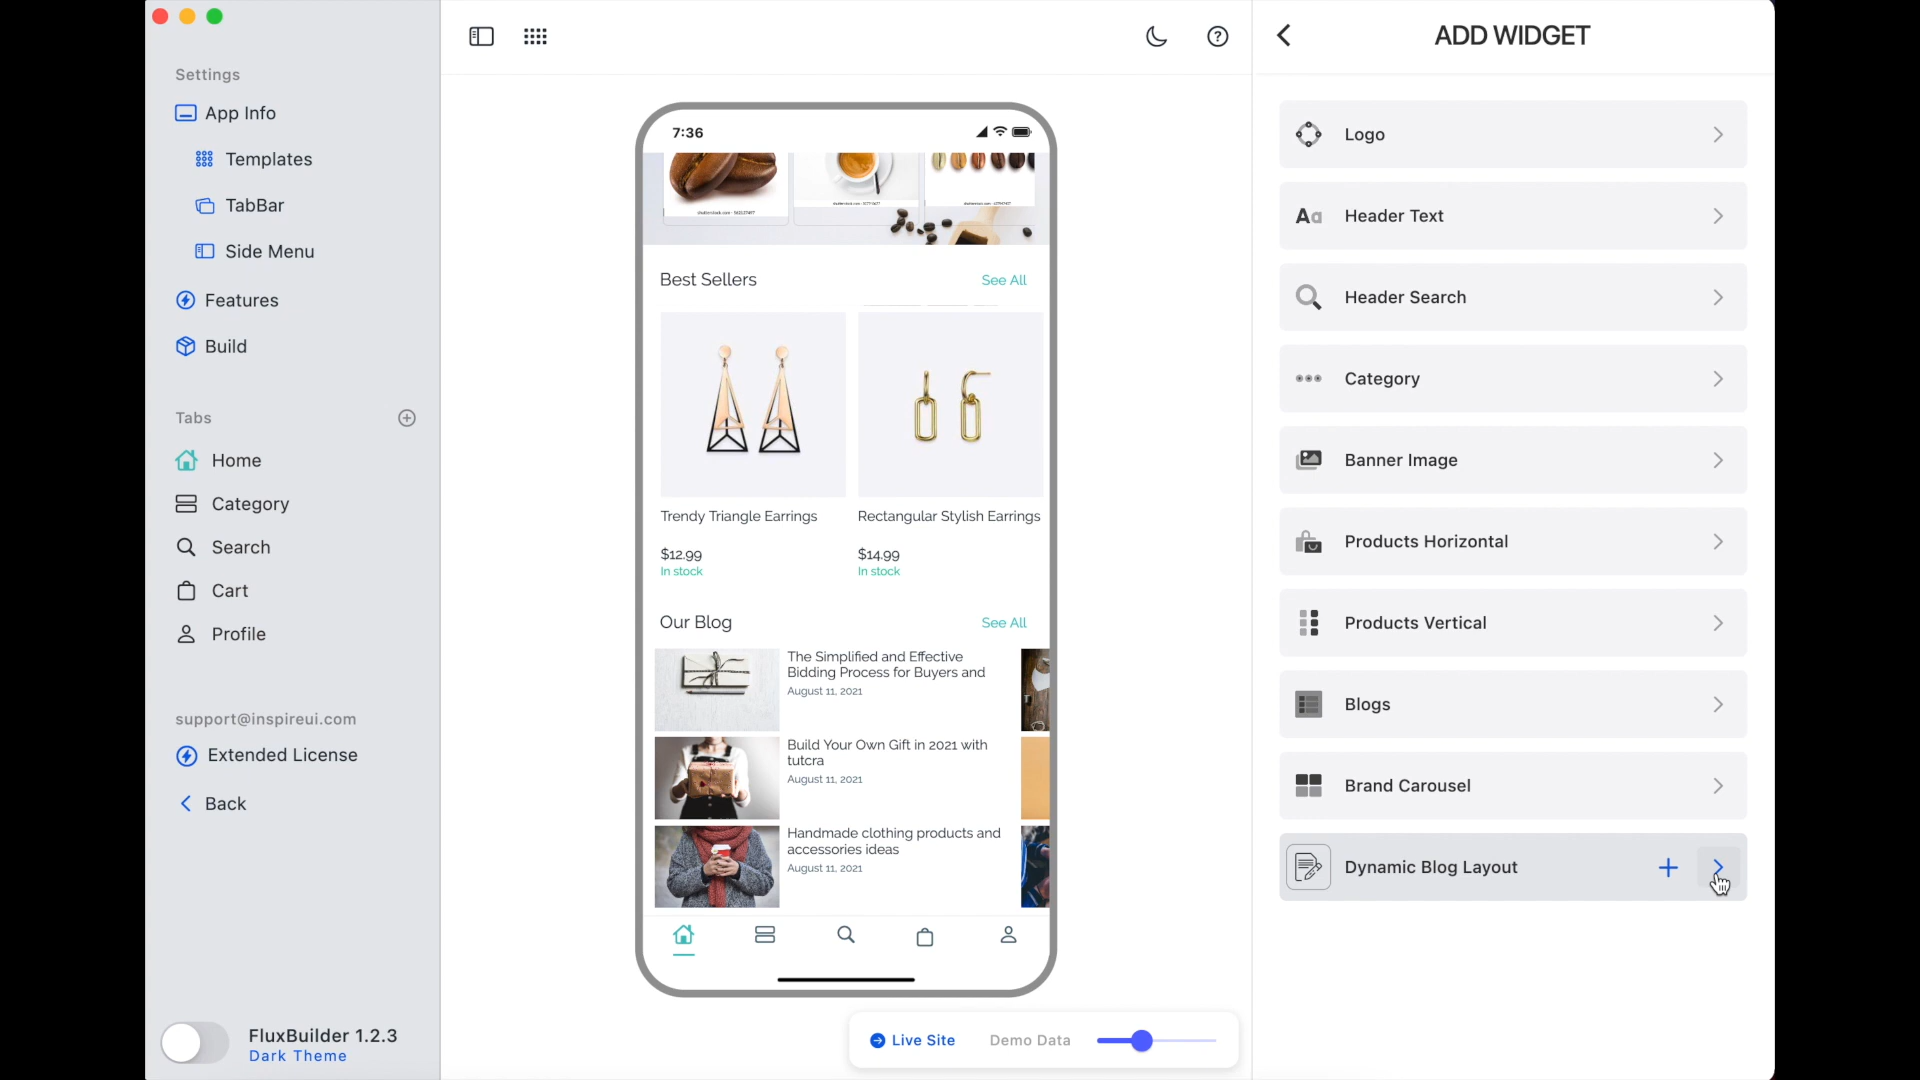 Settings
App Info
Templates
TabBar
Side Menu
Features
Build
Tabs
Home
Category
Search
Cart
Profile
support@inspireui.com
Extended License
Back
FluxBuilder 1.2.3
Dark Theme
7:36
Best Sellers
See All
Trendy Triangle Earrings
$12.99
In stock
Rectangular Stylish Earrings
$14.99
In stock
Our Blog
See All
The Simplified and Effective
Bidding Process for Buyers and
August 11, 2021
Build Your Own Gift in 2021 with
tutcra
August 11, 2021
Handmade clothing products and
accessories ideas
August 11, 2021
Live Site
Demo Data
ADD WIDGET
Logo
Aa
Header Text
Header Search
Category
Banner Image
Products Horizontal
Products Vertical
Blogs
Brand Carousel
Dynamic Blog Layout